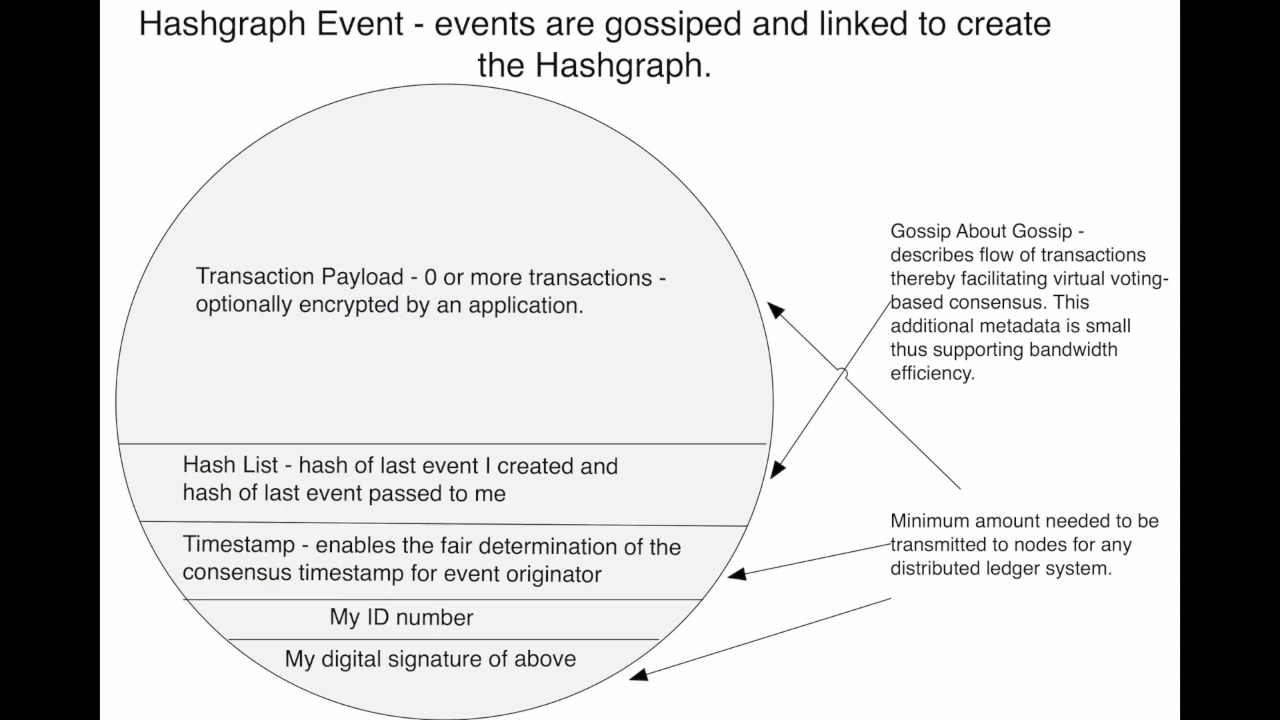 Hashgraph Event - events are gossiped and linked to create
the Hashgraph.
Transaction Payload - 0 or more transactions -
optionally encrypted by an application.
Hash List - hash of last event I created and
hash of last event passed to me
Timestamp - enables the fair determination of the
consensus timestamp for event originator
My ID number
My digital signature of above
Gossip About Gossip -
describes flow of transactions
thereby facilitating virtual voting-
based consensus. This
additional metadata is small
thus supporting bandwidth
efficiency.
Minimum amount needed to be
transmitted to nodes for any
distributed ledger system.